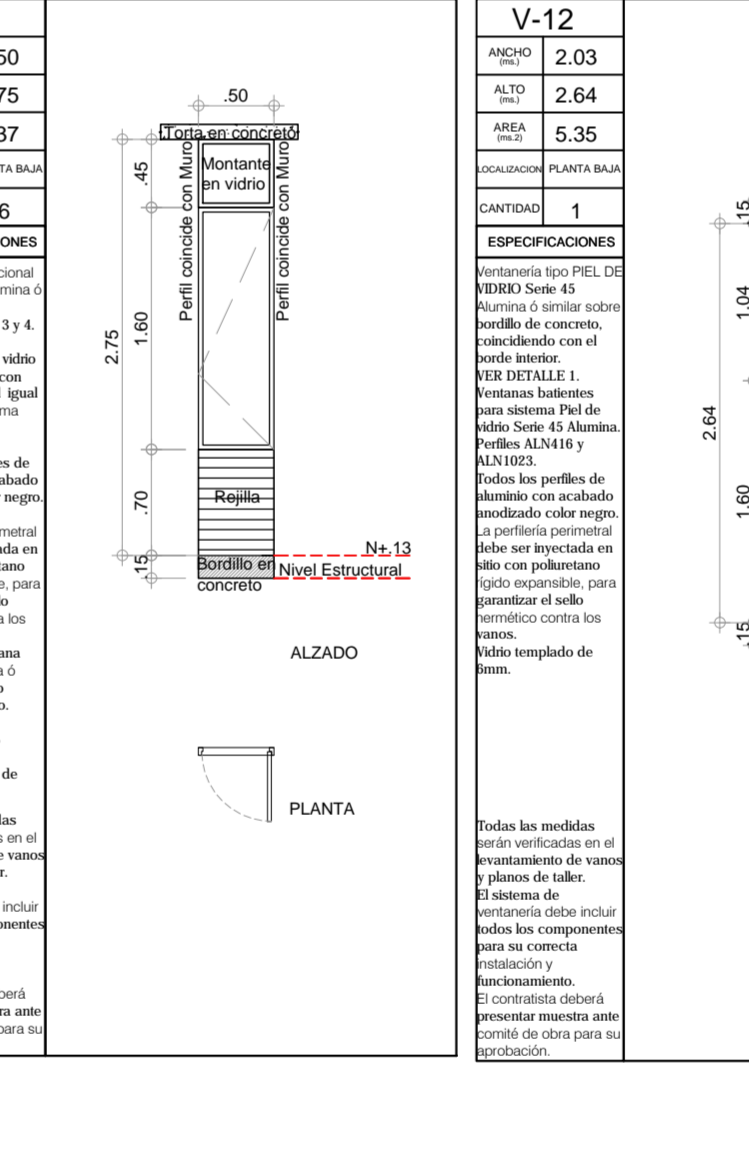 50
75
37
TA BAJA
6
ONES
cional
mina ó
3 y 4.
vidrio
con
igual
ma
es de
abado
negro.
metral
ada en
tano
e, para
lo
a los
ana
a ó
o
o.
de
las
s en el
e vanos
r.
incluir
onentes
berá
ra ante
para su
.50
Torta en concreto
.45
Montante
en vidrio
Perfil coincide con Muro
Perfil coincide con Muro
2.75
1.60
.70
Rejilla
.15
N+.13
Bordillo en
concreto
Nivel Estructural
ALZADO
PLANTA
V-12
ANCHO
(ms.)
2.03
ALTO
(ms.)
2.64
AREA
(ms.2)
5.35
LOCALIZACION PLANTA BAJA
CANTIDAD 1
ESPECIFICACIONES
Ventanería tipo PIEL DE
VIDRIO Serie 45
Alumina ó similar sobre
bordillo de concreto,
coincidiendo con el
borde interior.
VER DETALLE 1.
Ventanas batientes
para sistema Piel de
vidrio Serie 45 Alumina.
Perfiles ALN416 y
ALN1023.
Todos los perfiles de
aluminio con acabado
anodizado color negro.
La perfilería perimetral
debe ser inyectada en
sitio con poliuretano
rígido expansible, para
garantizar el sello
hermético contra los
vanos.
Vidrio templado de
6mm.
Todas las medidas
serán verificadas en el
levantamiento de vanos
y planos de taller.
El sistema de
ventanería debe incluir
todos los componentes
para su correcta
instalación y
funcionamiento.
El contratista deberá
presentar muestra ante
comité de obra para su
aprobación.
.15
1.04
2.64
1.60
.15